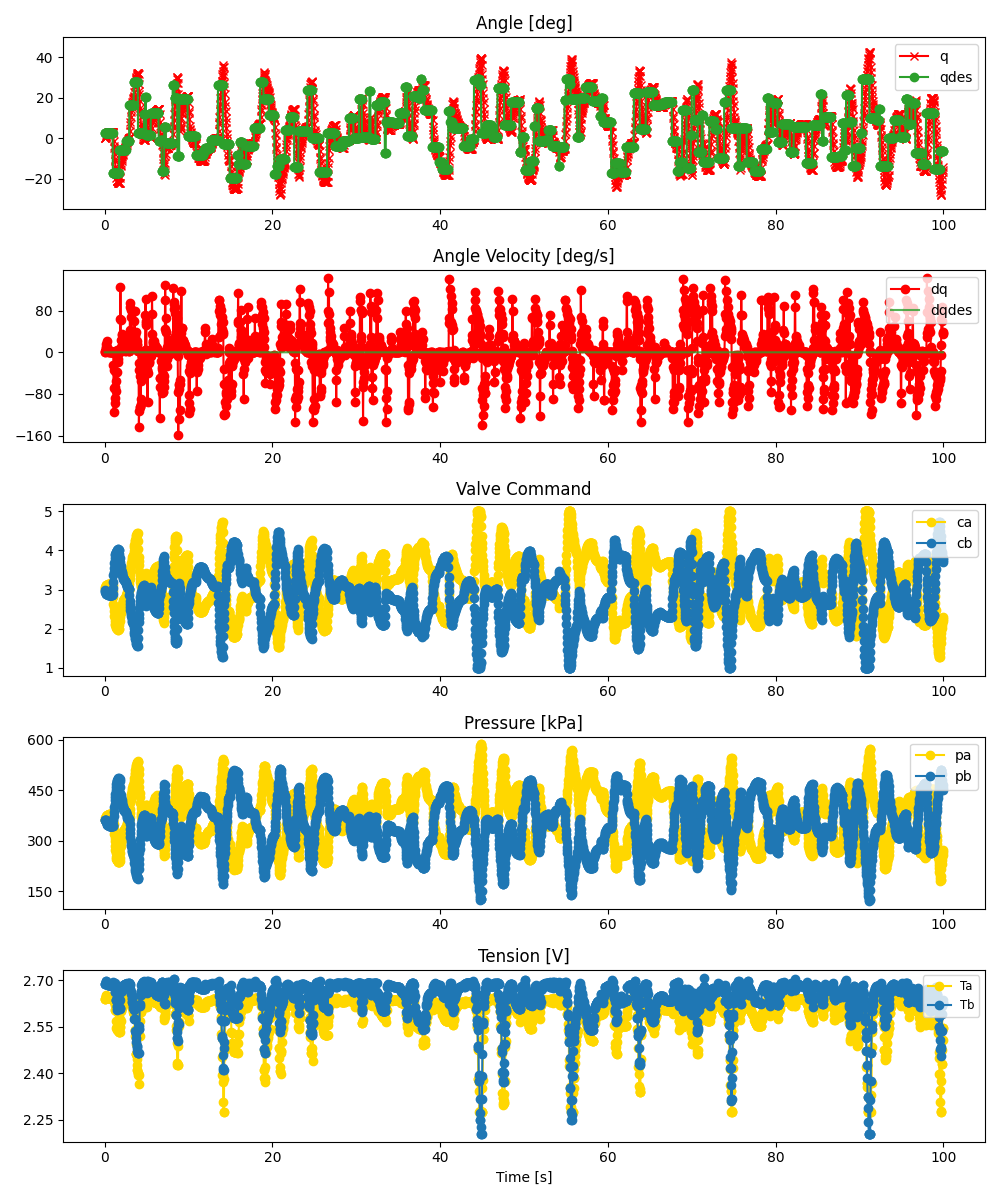 Angle [deg]
40
20
0
−20
q
qdes
0 20 40 60 80 100
Angle Velocity [deg/s]
80
0
−80
−160
dq
dqdes
0 20 40 60 80 100
Valve Command
5
4
3
2
1
ca
cb
0 20 40 60 80 100
Pressure [kPa]
600
450
300
150
pa
pb
0 20 40 60 80 100
Tension [V]
2.70
2.55
2.40
2.25
Ta
Tb
0 20 40 60 80 100
Time [s]